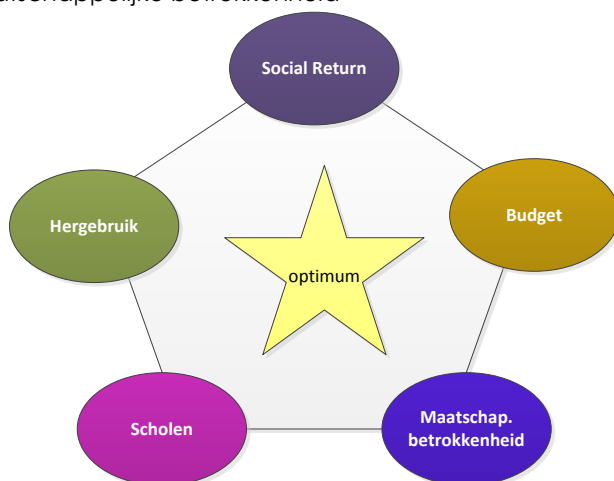 Social Return
Budget
Hergebruik
optimum
Scholen
Maatschap.
betrokkenheid